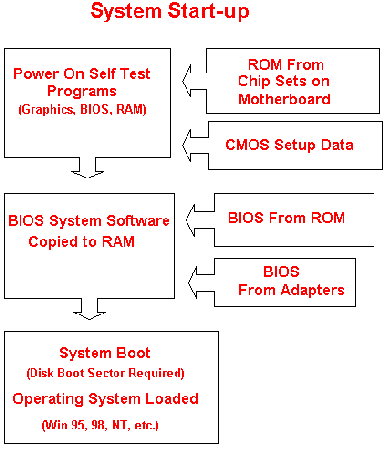 System Start-up
Power On Self Test
Programs
(Graphics, BIOS, RAM)
ROM From
Chip Sets on
Motherboard
CMOS Setup Data
BIOS System Software
Copied to RAM
BIOS From ROM
BIOS
From Adapters
System Boot
(Disk Boot Sector Required)
Operating System Loaded
(Win 95, 98, NT, etc.)